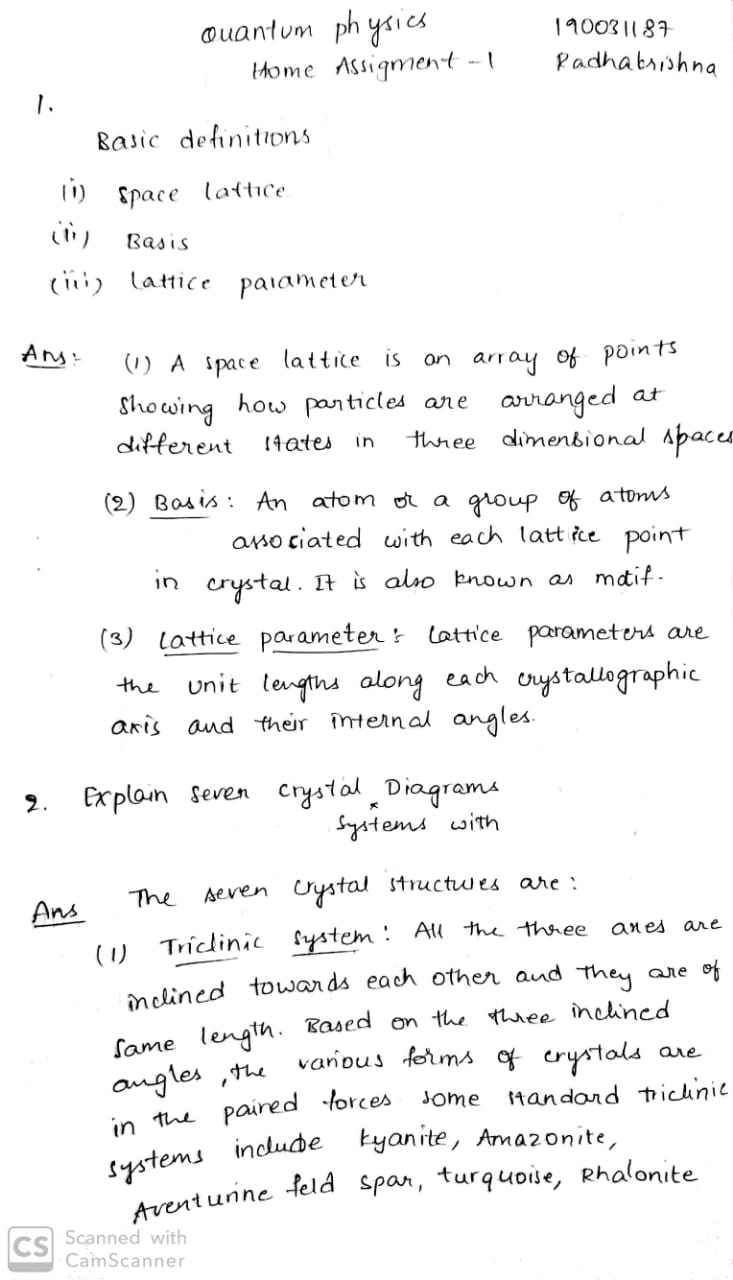 Quantum physics 190031187
Home Assigment - 1 Radhakrishna
1.
Basic definitions
(i) Space lattice
(ii) Basis
(iii) lattice parameter
Ans: (1) A space lattice is an array of points
Showing how particles are arranged at
different states in three dimensional spaces
(2) Basis: An atom or a group of atoms
associated with each lattice point
in crystal. It is also known as motif.
(3) Lattice parameter: Lattice parameters are
the unit lengths along each crystallographic
axis and their internal angles.
2. Explain Seven Crystal Diagrams
Systems with
Ans The seven crystal structures are:
(1) Triclinic System: All the three axes are
inclined towards each other and they are of
Same length. Based on the three inclined
angles, the various forms of crystals are
in the paired forces some standard triclinic
systems include Kyanite, Amazonite,
Aventurine feld spar, turquoise, Rhalonite
CS Scanned with
CamScanner